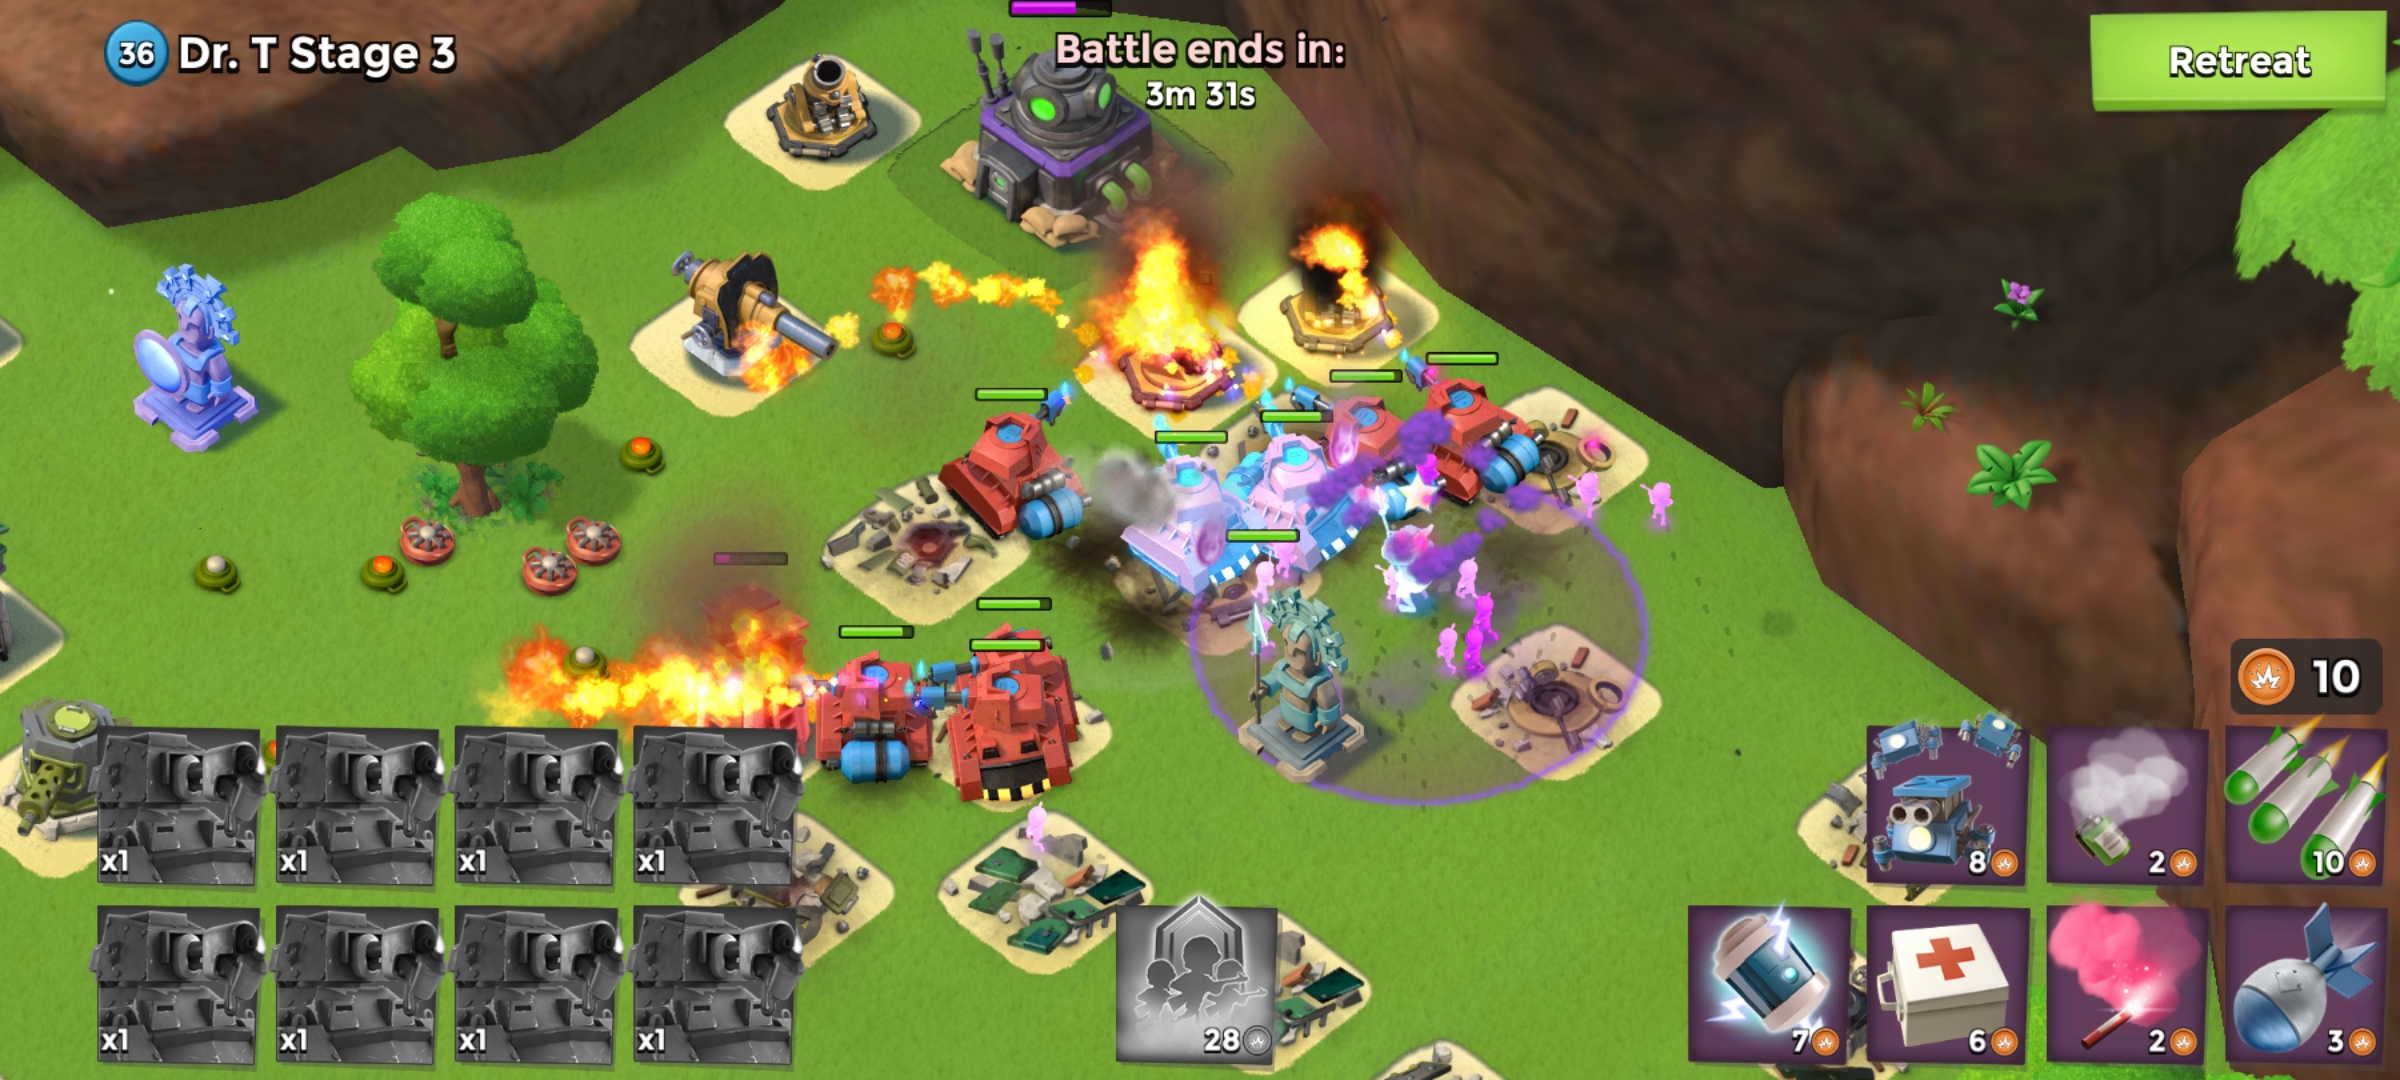 36 Dr. T Stage 3
Battle ends in:
3m 31s
Retreat
10
8
2
10
x1
x1
x1
x1
x1
x1
x1
x1
28
7
6
2
3